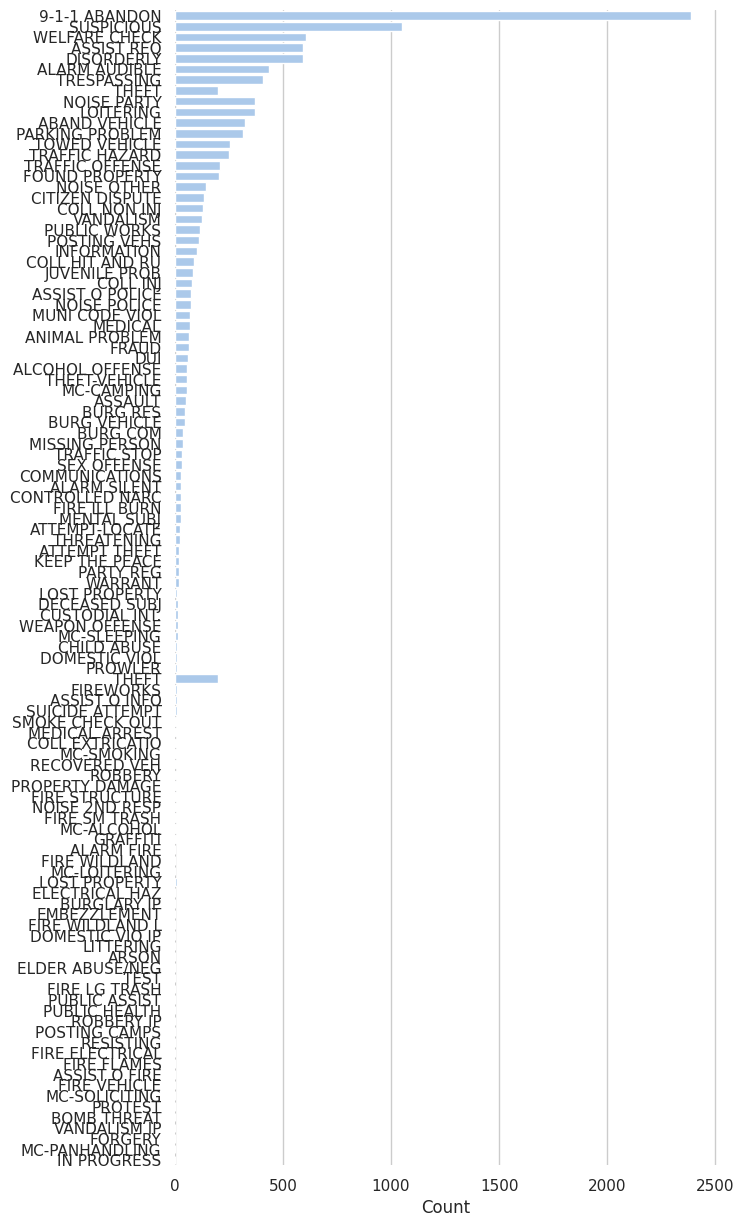 9-1-1 ABANDON
SUSPICIOUS
WELFARE CHECK
ASSIST REQ
DISORDERLY
ALARM AUDIBLE
TRESPASSING
THEFT
NOISE PARTY
LOITERING
ABAND VEHICLE
PARKING PROBLEM
TOWED VEHICLE
TRAFFIC HAZARD
TRAFFIC OFFENSE
FOUND PROPERTY
NOISE OTHER
CITIZEN DISPUTE
COLL NON INJ
VANDALISM
PUBLIC WORKS
POSTING VEHS
INFORMATION
COLL HIT AND RU
JUVENILE PROB
COLL INJ
ASSIST O POLICE
NOISE POLICE
MUNI CODE VIOL
MEDICAL
ANIMAL PROBLEM
FRAUD
DUI
ALCOHOL OFFENSE
THEFT-VEHICLE
MC-CAMPING
ASSAULT
BURG RES
BURG VEHICLE
BURG COM
MISSING PERSON
TRAFFIC STOP
SEX OFFENSE
COMMUNICATIONS
ALARM SILENT
CONTROLLED NARC
FIRE ILL BURN
MENTAL SUBJ
ATTEMPT-LOCATE
THREATENING
ATTEMPT THEFT
KEEP THE PEACE
PARTY REG
WARRANT
LOST PROPERTY
DECEASED SUBJ
CUSTODIAL INT.
WEAPON OFFENSE
MC-SLEEPING
CHILD ABUSE
DOMESTIC VIOL
PROWLER
THEFT
FIREWORKS
ASSIST O INFO
SUICIDE ATTEMPT
SMOKE CHECK OUT
MEDICAL ARREST
COLL EXTRICATIO
MC-SMOKING
RECOVERED VEH
ROBBERY
PROPERTY DAMAGE
FIRE STRUCTURE
NOISE 2ND RESP
FIRE SM TRASH
MC-ALCOHOL
GRAFFITI
ALARM FIRE
FIRE WILDLAND
MC-LOITERING
LOST PROPERTY
ELECTRICAL HAZ
BURGLARY IP
EMBEZZLEMENT
FIRE WILDLAND L
DOMESTIC VIO IP
LITTERING
ARSON
ELDER ABUSE/NEG
TEST
FIRE LG TRASH
PUBLIC ASSIST
PUBLIC HEALTH
ROBBERY IP
POSTING CAMPS
RESISTING
FIRE ELECTRICAL
FIRE FLAMES
ASSIST O FIRE
FIRE VEHICLE
MC-SOLICITING
PROTEST
BOMB THREAT
VANDALISM IP
FORGERY
MC-PANHANDLING
IN PROGRESS
0 500 1000 1500 2000 2500
Count